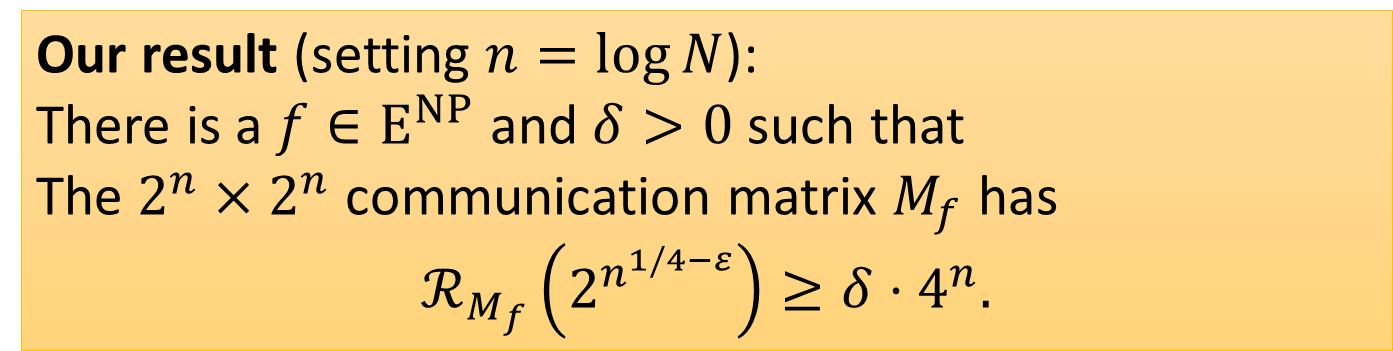 Our result (setting n = log N):
There is a f ∈ E^NP and δ > 0 such that
The 2^n × 2^n communication matrix M_f has
ℛ_{M_f}(2^{n^{1/4−ε}}) ≥ δ · 4^n.